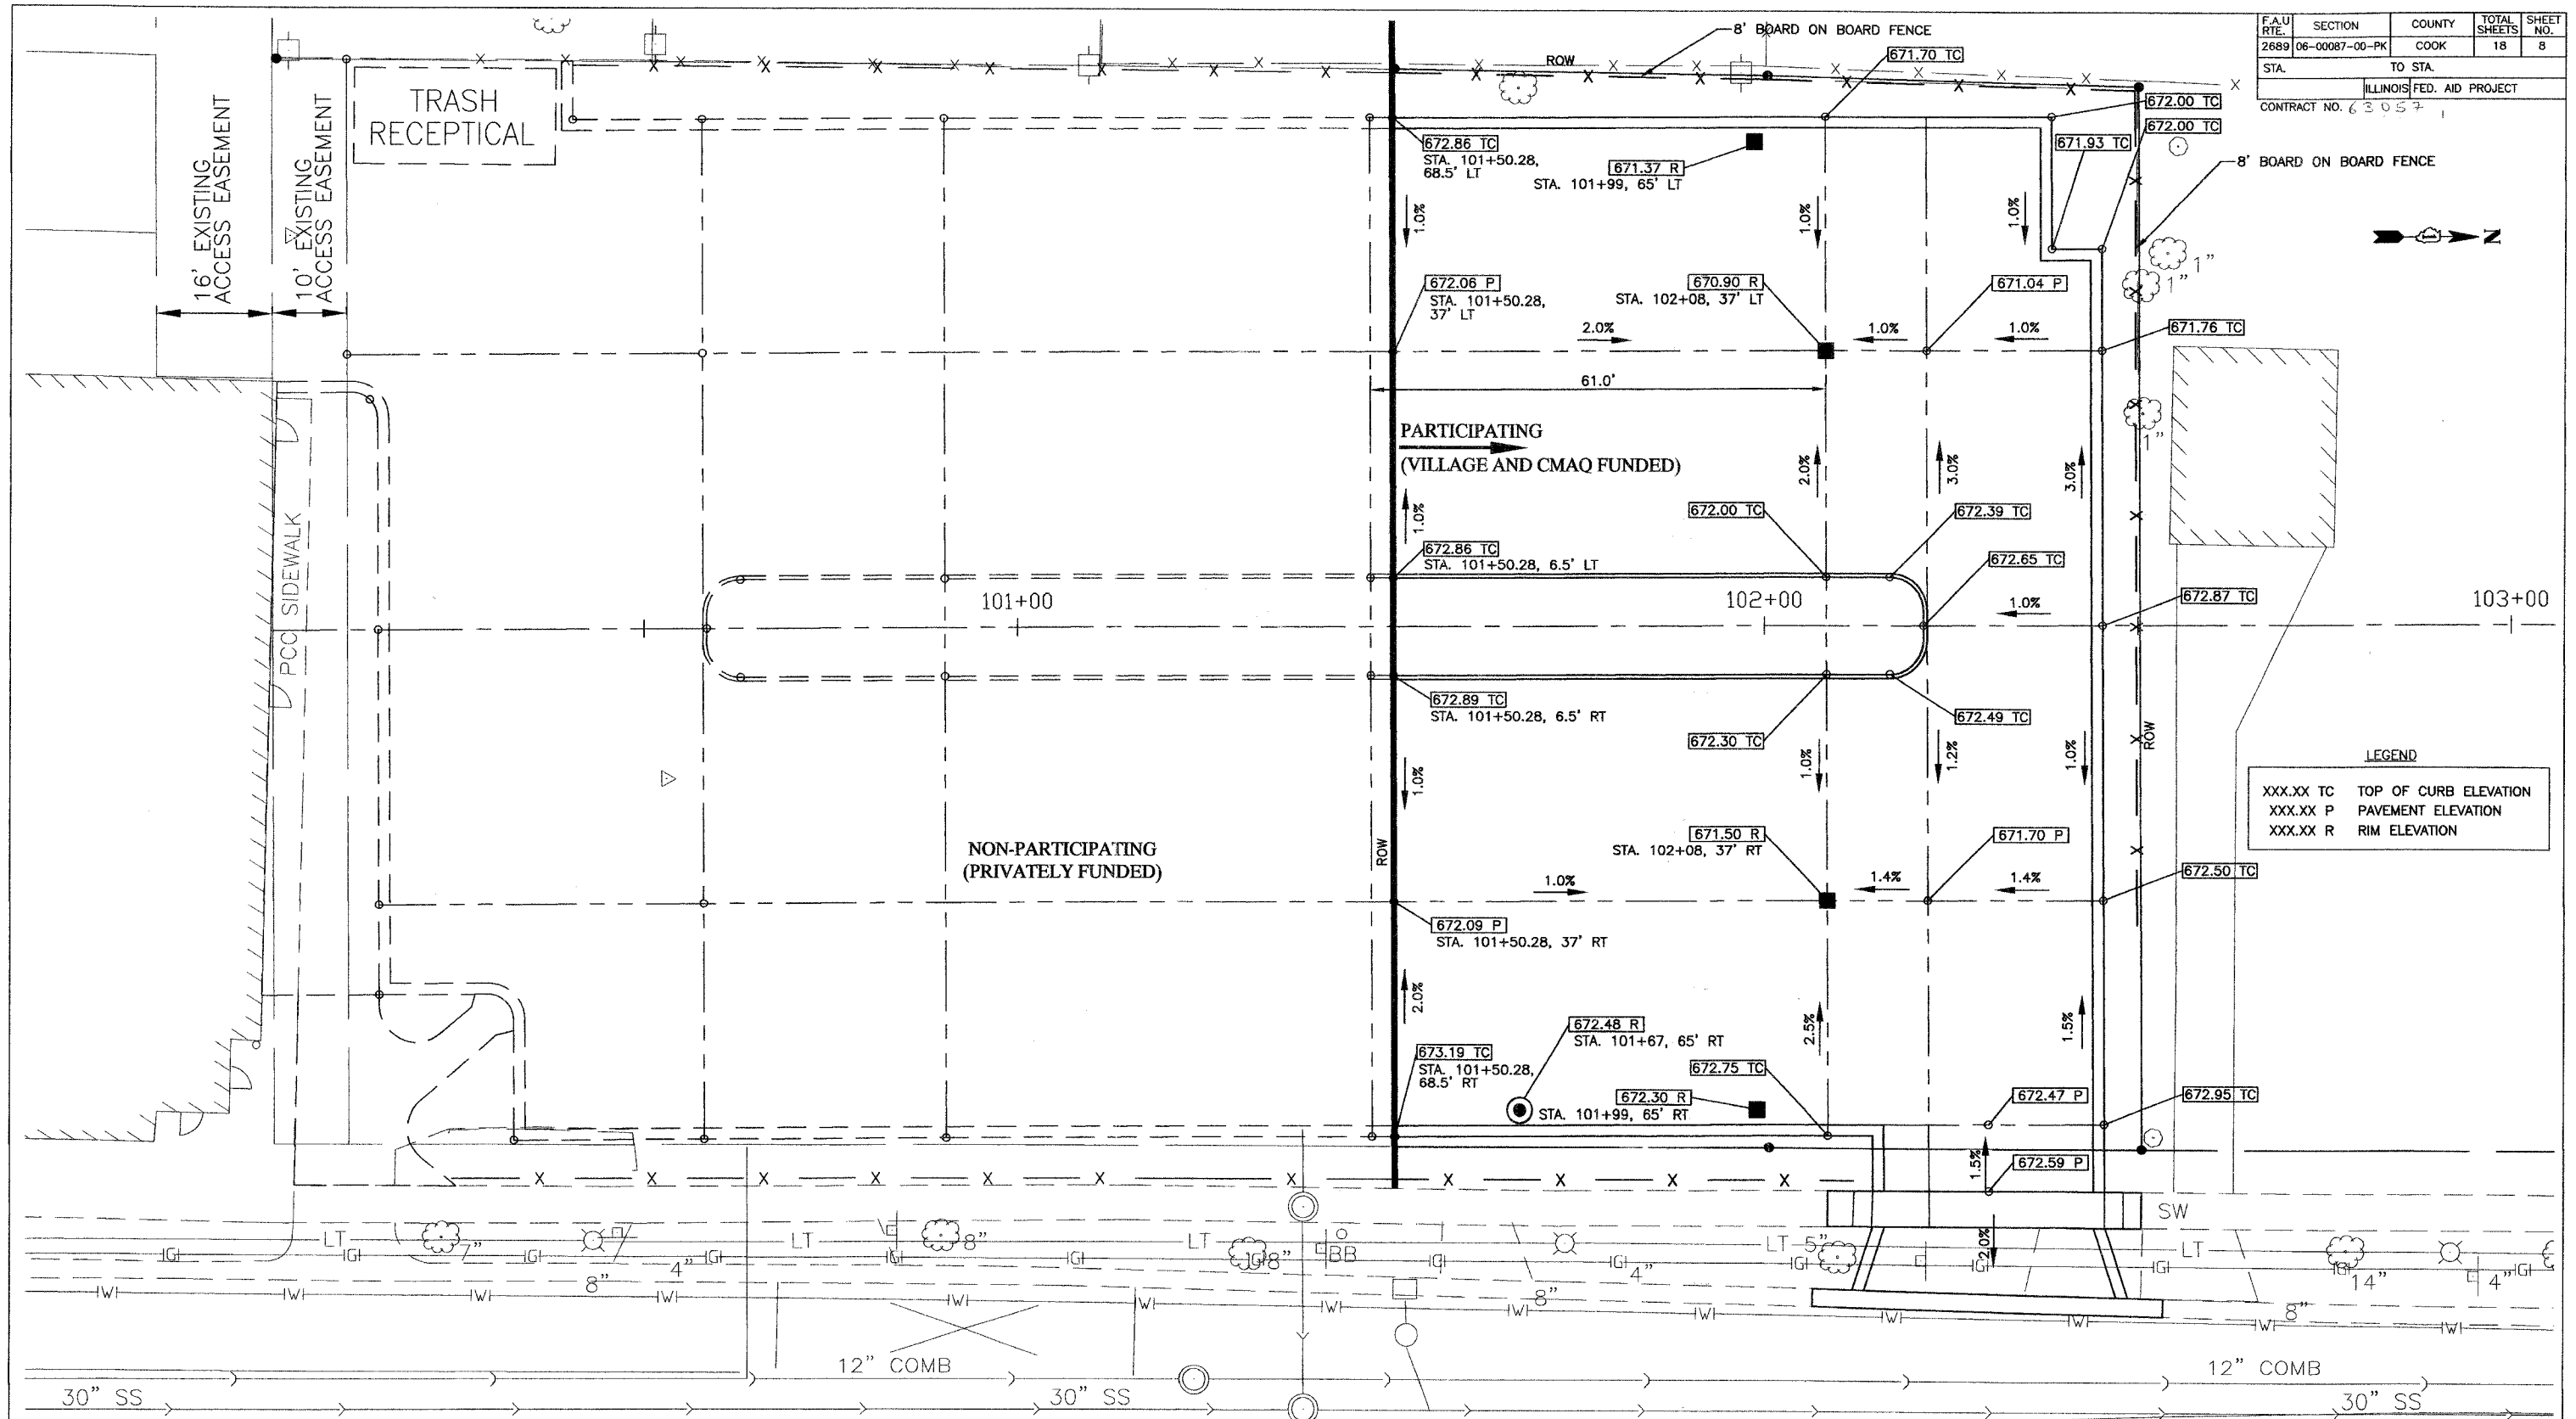 F.A.U RTE. SECTION COUNTY TOTAL SHEETS SHEET NO.
2689 06-00087-00-PK COOK 18 8
STA. TO STA.
ILLINOIS FED. AID PROJECT
CONTRACT NO. 63057
8' BOARD ON BOARD FENCE
ROW
671.70 TC
672.00 TC
672.00 TC
671.93 TC
8' BOARD ON BOARD FENCE
TRASH
RECEPTICAL
16' EXISTING
ACCESS EASEMENT
10' EXISTING
ACCESS EASEMENT
672.86 TC
STA. 101+50.28,
68.5' LT
671.37 R
STA. 101+99, 65' LT
1.0%
1.0%
1.0%
N
1"
1"
672.06 P
STA. 101+50.28,
37' LT
670.90 R
STA. 102+08, 37' LT
671.04 P
671.76 TC
2.0%
1.0%
1.0%
61.0'
PARTICIPATING
(VILLAGE AND CMAQ FUNDED)
1"
2.0%
3.0%
3.0%
1.0%
672.00 TC
672.39 TC
672.86 TC
STA. 101+50.28, 6.5' LT
672.65 TC
PCC SIDEWALK
101+00
102+00
1.0%
672.87 TC
103+00
672.89 TC
STA. 101+50.28, 6.5' RT
672.49 TC
672.30 TC
1.0%
1.0%
1.2%
1.0%
ROW
LEGEND
XXX.XX TC TOP OF CURB ELEVATION
XXX.XX P PAVEMENT ELEVATION
XXX.XX R RIM ELEVATION
NON-PARTICIPATING
(PRIVATELY FUNDED)
ROW
671.50 R
STA. 102+08, 37' RT
671.70 P
1.0%
1.4%
1.4%
672.50 TC
672.09 P
STA. 101+50.28, 37' RT
2.0%
2.5%
1.5%
672.48 R
STA. 101+67, 65' RT
673.19 TC
STA. 101+50.28,
68.5' RT
672.75 TC
672.30 R
STA. 101+99, 65' RT
672.47 P
672.95 TC
1.5%
672.59 P
SW
2.0%
LT 7" LT 8" LT 8" BB LT 5" LT
G G G G G G G G G G G G
8" 4" 4" 14" 4"
W W W W W W W 8" W W W W W 8" W
12" COMB
12" COMB
30" SS
30" SS
30" SS